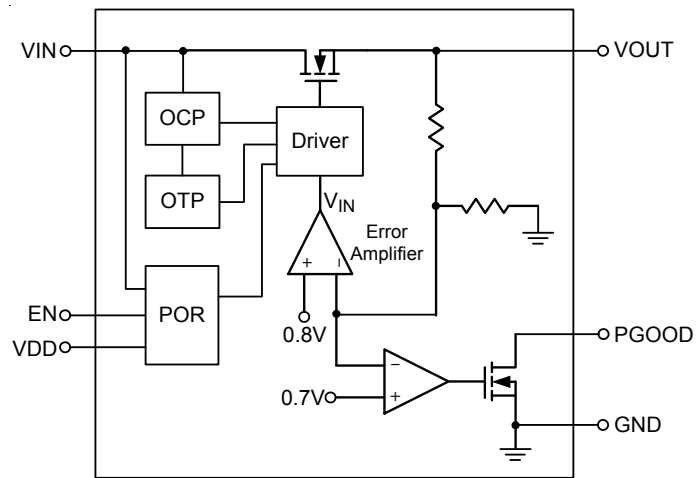 VIN
VOUT
OCP
Driver
OTP
VIN
Error
Amplifier
+
−
POR
EN
VDD
0.8V
PGOOD
−
+
0.7V
GND